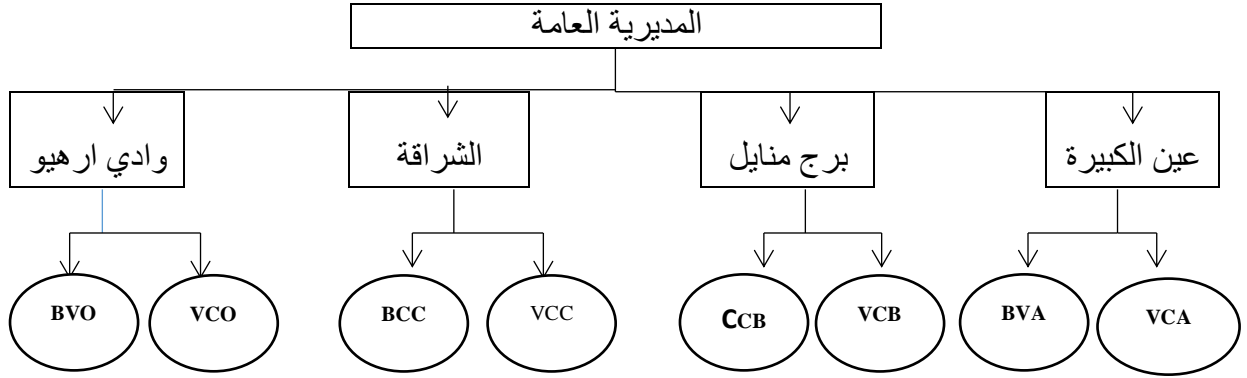 المديرية العامة
عين الكبيرة
برج منايل
الشراقة
وادي ارهيو
VCA
BVA
VCB
CCB
VCC
BCC
VCO
BVO